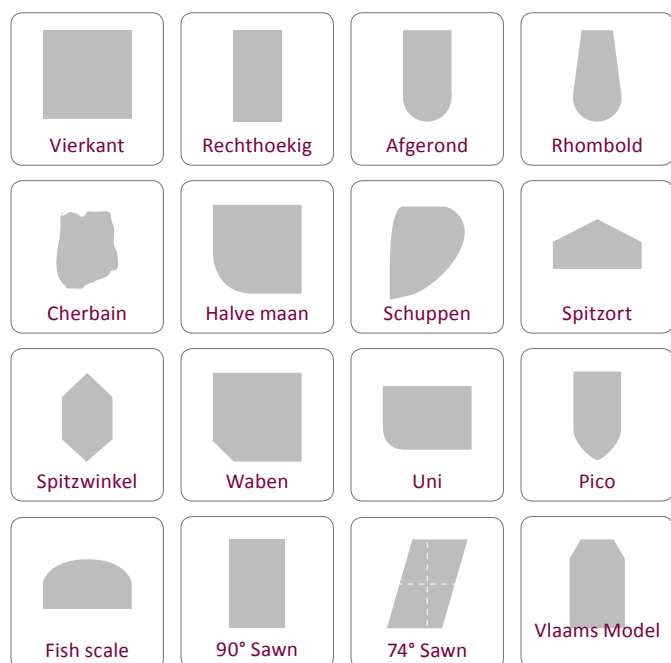 Vierkant
Rechthoekig
Afgerond
Rhombold
Cherbain
Halve maan
Schuppen
Spitzort
Spitzwinkel
Waben
Uni
Pico
Fish scale
90° Sawn
74° Sawn
Vlaams Model